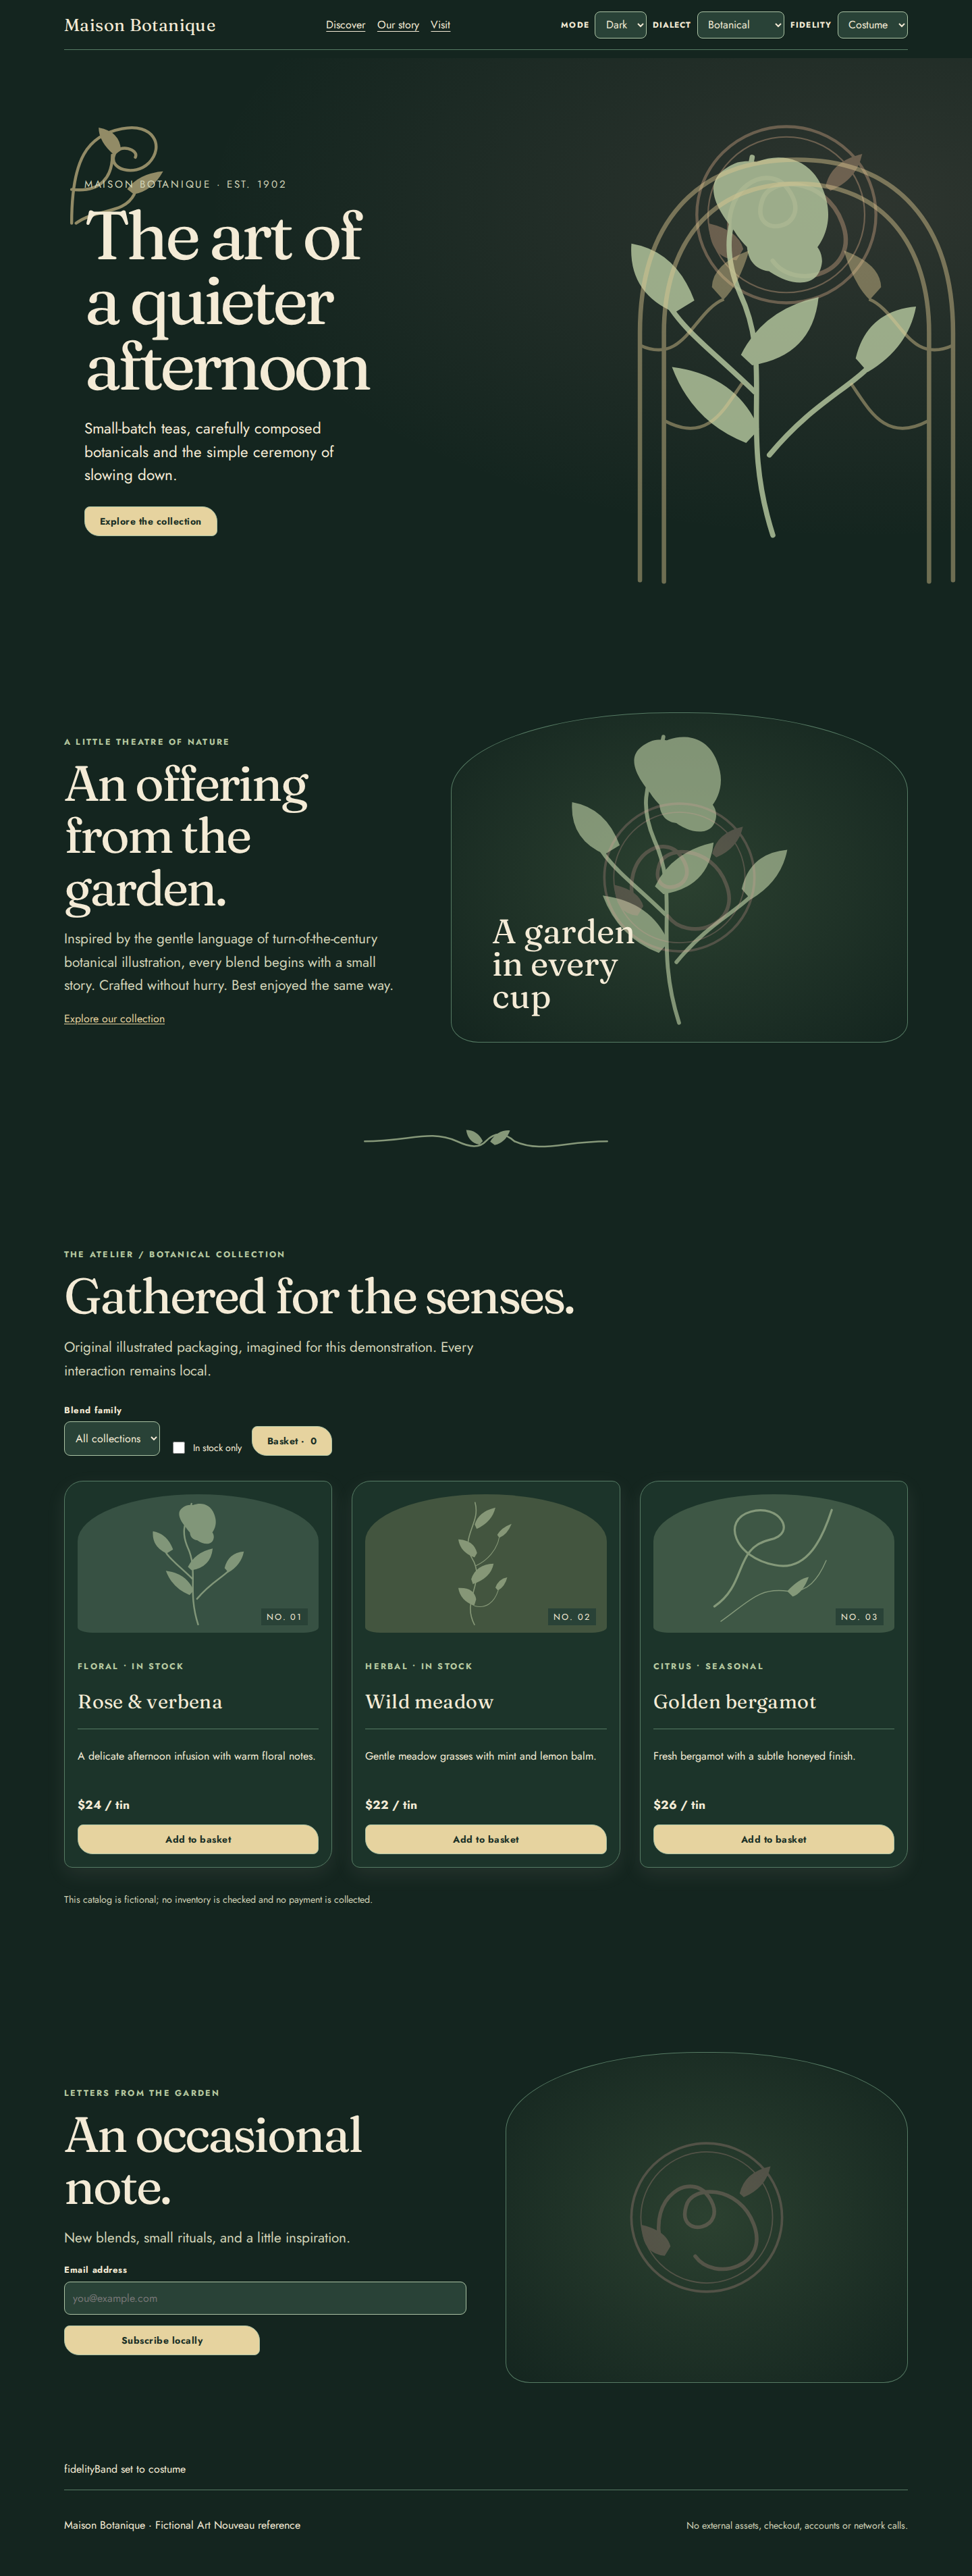 Maison Botanique
Discover Our story Visit
MODE Dark DIALECT Botanical FIDELITY Costume
MAISON BOTANIQUE · EST. 1902
The art of
a quieter
afternoon
Small-batch teas, carefully composed
botanicals and the simple ceremony of
slowing down.
Explore the collection
A LITTLE THEATRE OF NATURE
An offering
from the
garden.
Inspired by the gentle language of turn-of-the-century
botanical illustration, every blend begins with a small
story. Crafted without hurry. Best enjoyed the same way.
Explore our collection
A garden
in every
cup
THE ATELIER / BOTANICAL COLLECTION
Gathered for the senses.
Original illustrated packaging, imagined for this demonstration. Every
interaction remains local.
Blend family
All collections
In stock only
Basket · 0
NO. 01
FLORAL · IN STOCK
Rose & verbena
A delicate afternoon infusion with warm floral notes.
$24 / tin
Add to basket
NO. 02
HERBAL · IN STOCK
Wild meadow
Gentle meadow grasses with mint and lemon balm.
$22 / tin
Add to basket
NO. 03
CITRUS · SEASONAL
Golden bergamot
Fresh bergamot with a subtle honeyed finish.
$26 / tin
Add to basket
This catalog is fictional; no inventory is checked and no payment is collected.
LETTERS FROM THE GARDEN
An occasional
note.
New blends, small rituals, and a little inspiration.
Email address
you@example.com
Subscribe locally
fidelityBand set to costume
Maison Botanique · Fictional Art Nouveau reference
No external assets, checkout, accounts or network calls.